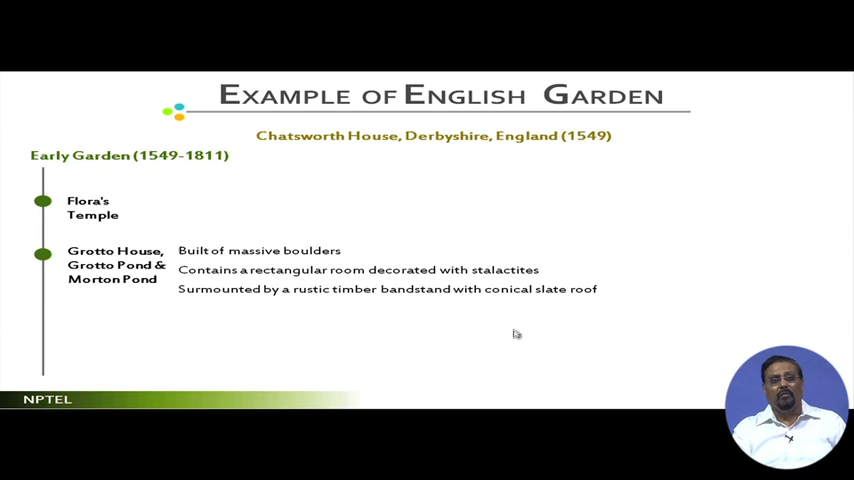 EXAMPLE OF ENGLISH GARDEN
Chatsworth House, Derbyshire, England (1549)
Early Garden (1549-1811)
Flora's
Temple
Grotto House,
Grotto Pond &
Morton Pond
Built of massive boulders
Contains a rectangular room decorated with stalactites
Surmounted by a rustic timber bandstand with conical slate roof
NPTEL